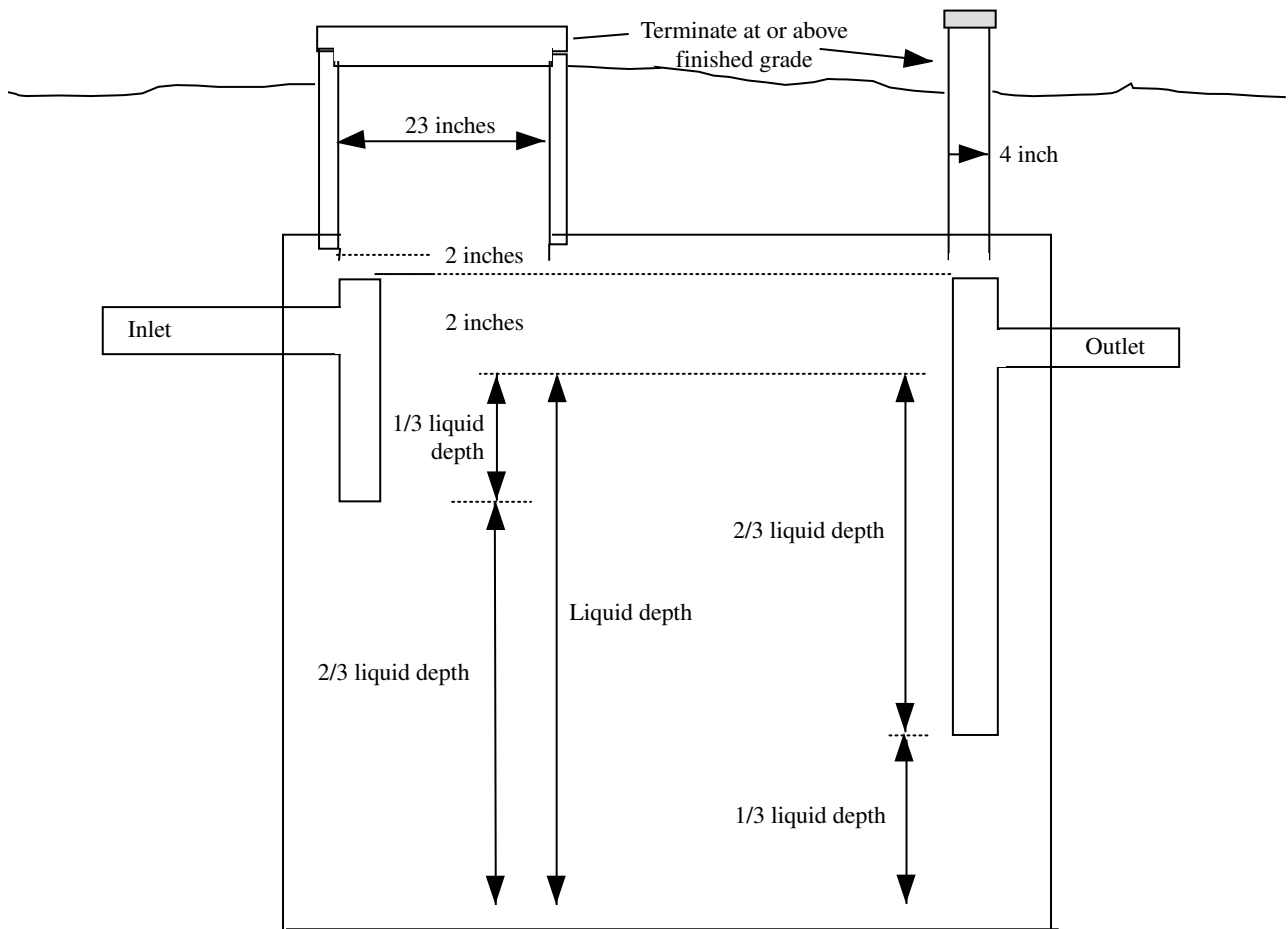 Terminate at or above
finished grade
23 inches
4 inch
2 inches
2 inches
Inlet
Outlet
1/3 liquid
depth
2/3 liquid depth
Liquid depth
2/3 liquid depth
1/3 liquid depth